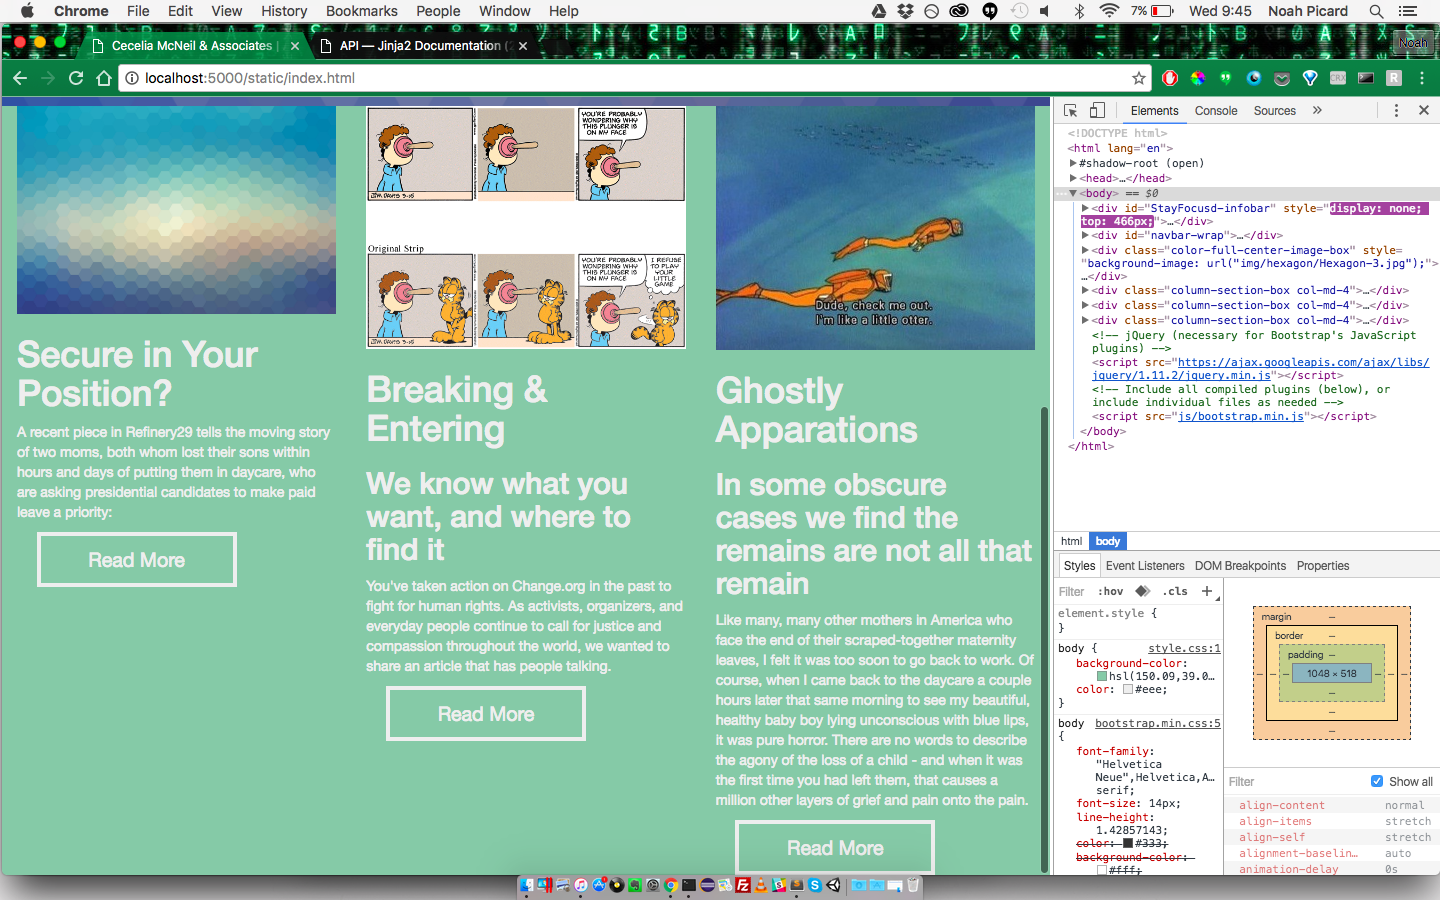 Chrome File Edit View History Bookmarks People Window Help
7% Wed 9:45 Noah Picard
Cecelia McNeil & Associates |
API — Jinja2 Documentation (
Noah
localhost:5000/static/index.html
YOU'RE PROBABLY WONDERING WHY THIS PLUNGER IS ON MY FACE
Original Strip
YOU'RE PROBABLY WONDERING WHY THIS PLUNGER IS ON MY FACE
I REFUSE TO PLAY YOUR LITTLE GAME
Dude, check me out.
I'm like a little otter.
Secure in Your
Position?
A recent piece in Refinery29 tells the moving story
of two moms, both whom lost their sons within
hours and days of putting them in daycare, who
are asking presidential candidates to make paid
leave a priority:
Read More
Breaking &
Entering
We know what you
want, and where to
find it
You've taken action on Change.org in the past to
fight for human rights. As activists, organizers, and
everyday people continue to call for justice and
compassion throughout the world, we wanted to
share an article that has people talking.
Read More
Ghostly
Apparations
In some obscure
cases we find the
remains are not all that
remain
Like many, many other mothers in America who
face the end of their scraped-together maternity
leaves, I felt it was too soon to go back to work. Of
course, when I came back to the daycare a couple
hours later that same morning to see my beautiful,
healthy baby boy lying unconscious with blue lips,
it was pure horror. There are no words to describe
the agony of the loss of a child - and when it was
the first time you had left them, that causes a
million other layers of grief and pain onto the pain.
Read More
Elements Console Sources »
<!DOCTYPE html>
<html lang="en">
#shadow-root (open)
<head>…</head>
<body> == $0
<div id="StayFocusd-infobar" style="display: none;
top: 466px;">…</div>
<div id="navbar-wrap">…</div>
<div class="color-full-center-image-box" style=
"background-image: url("img/hexagon/Hexagon-3.jpg");">
…</div>
<div class="column-section-box col-md-4">…</div>
<div class="column-section-box col-md-4">…</div>
<div class="column-section-box col-md-4">…</div>
<!-- jQuery (necessary for Bootstrap's JavaScript
plugins) -->
<script src="https://ajax.googleapis.com/ajax/libs/
jquery/1.11.2/jquery.min.js"></script>
<!-- Include all compiled plugins (below), or
include individual files as needed -->
<script src="js/bootstrap.min.js"></script>
</body>
</html>
html body
Styles Event Listeners DOM Breakpoints Properties
Filter :hov .cls +
element.style {
}
body { style.css:1
background-color:
hsl(150.09,39.0…
color: #eee;
}
body bootstrap.min.css:5
{
font-family:
"Helvetica
Neue",Helvetica,A…
serif;
font-size: 14px;
line-height:
1.42857143;
color: #333;
background-color:
#fff;
margin –
border –
padding –
1048 × 518
Filter Show all
align-content normal
align-items stretch
align-self stretch
alignment-baselin… auto
animation-delay 0s